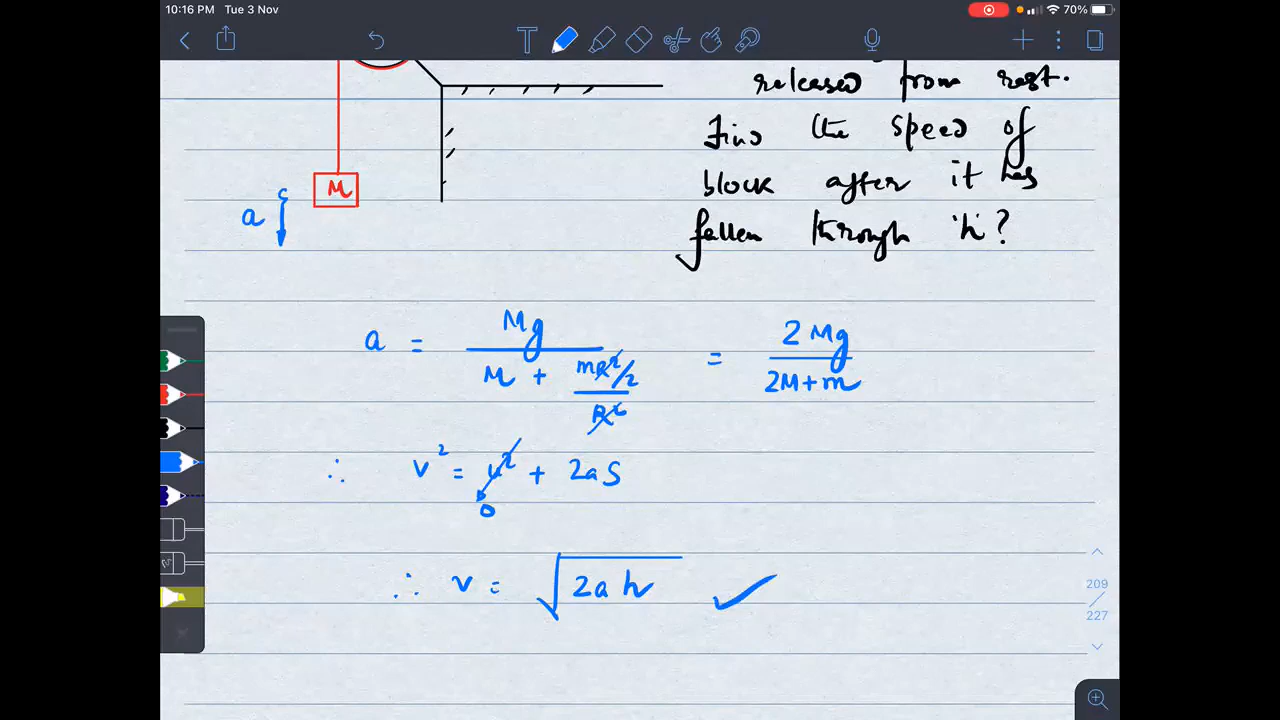 10:16 PM Tue 3 Nov 70%
T
released from rest.
Find the speed of
block after it has
fallen through 'h'?
M
a
a = Mg / (M + (mR²/2)/R²) = 2Mg / (2M+m)
∴ v² = u² + 2aS
0
∴ v = √(2ah) ✓
209
227